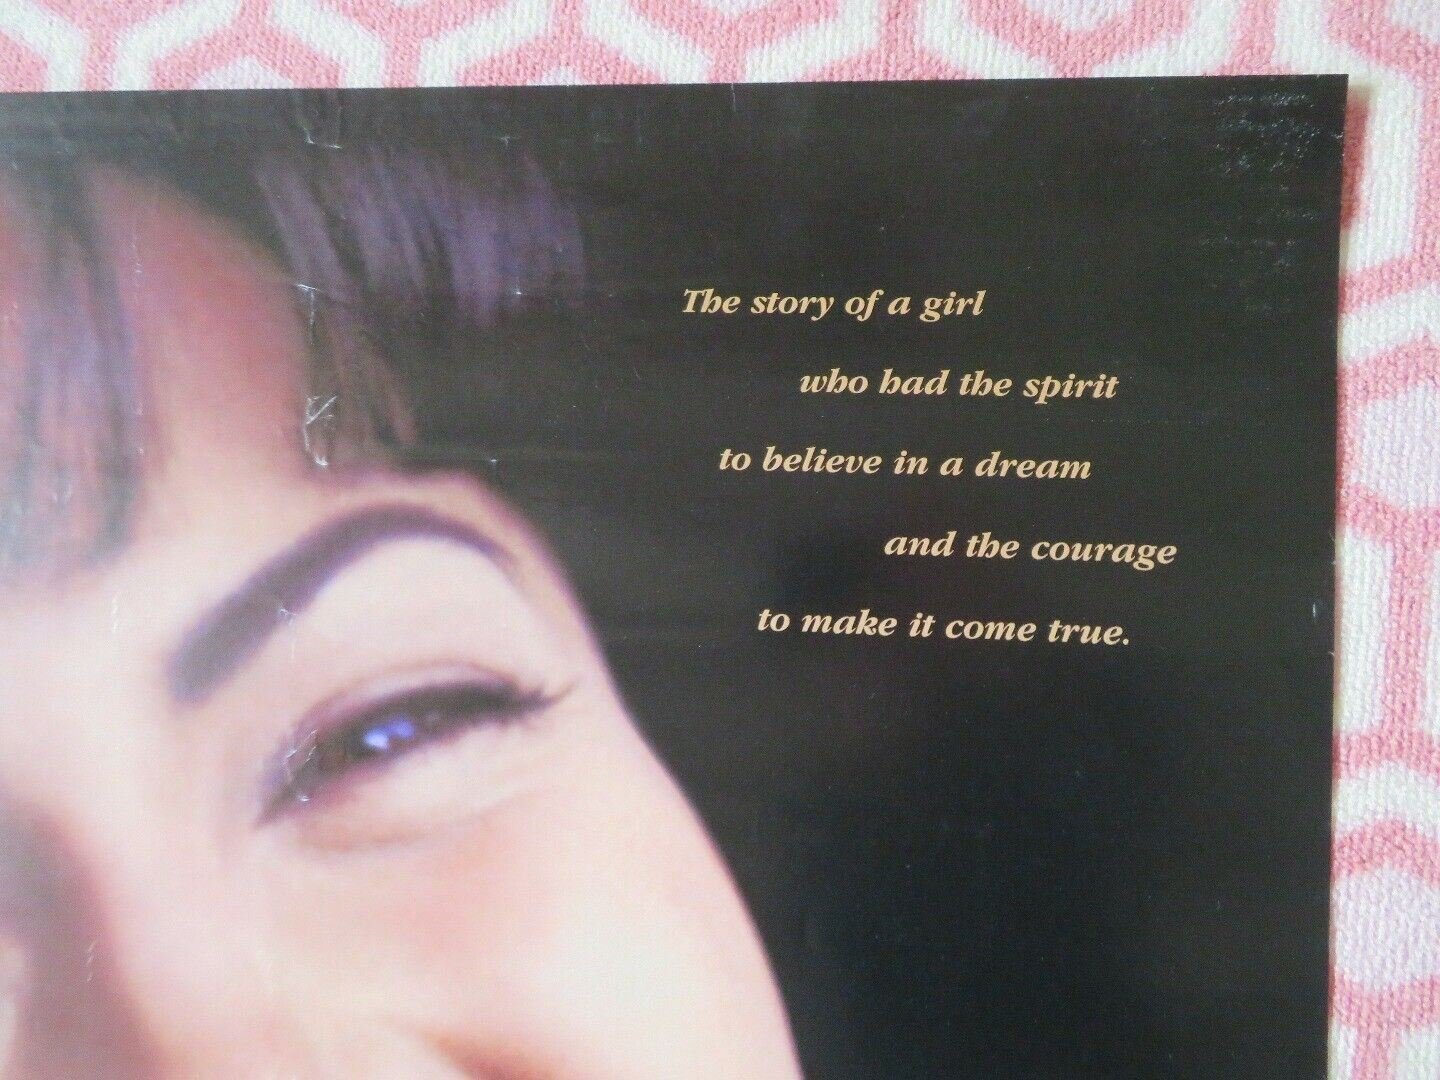 The story of a girl
who had the spirit
to believe in a dream
and the courage
to make it come true.